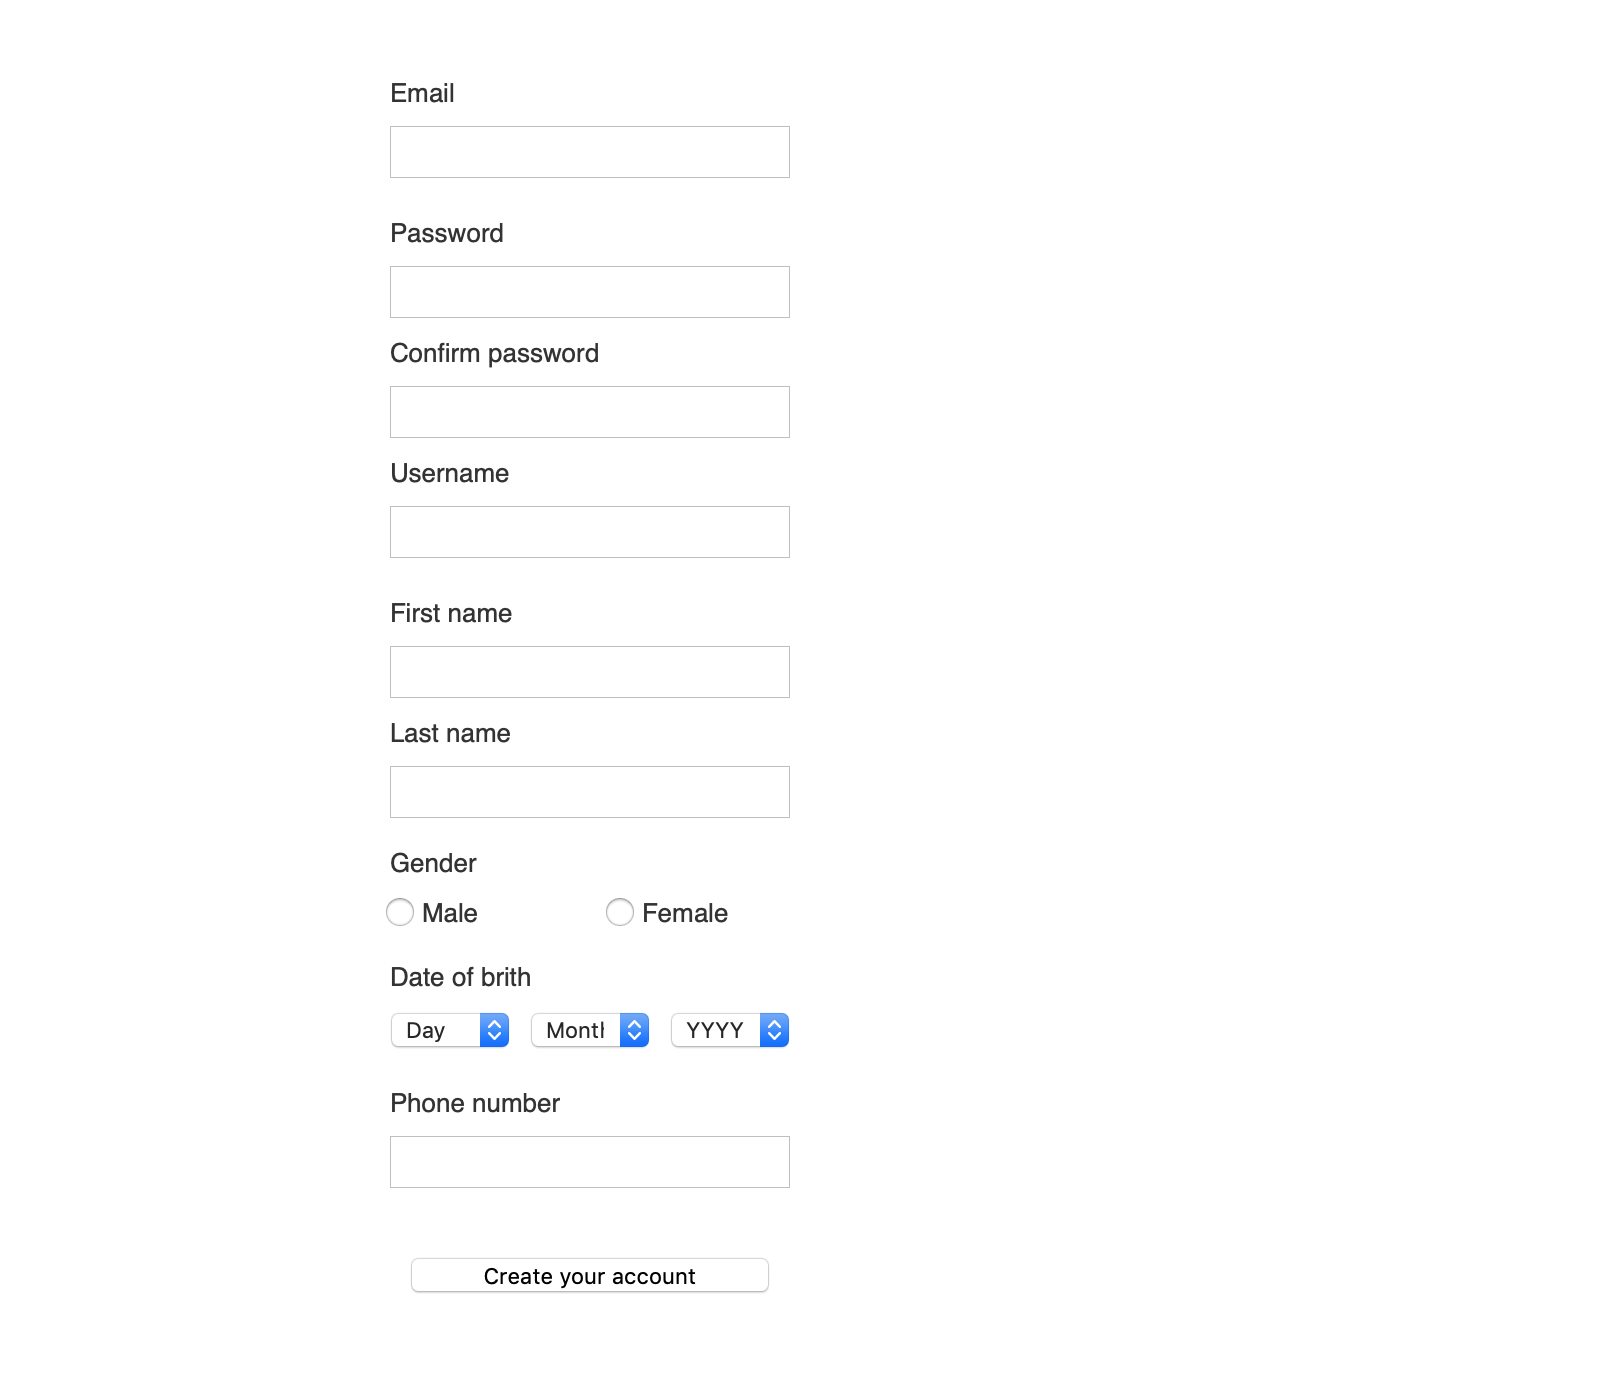 Email
Password
Confirm password
Username
First name
Last name
Gender
Male Female
Date of brith
Day Month YYYY
Phone number
Create your account